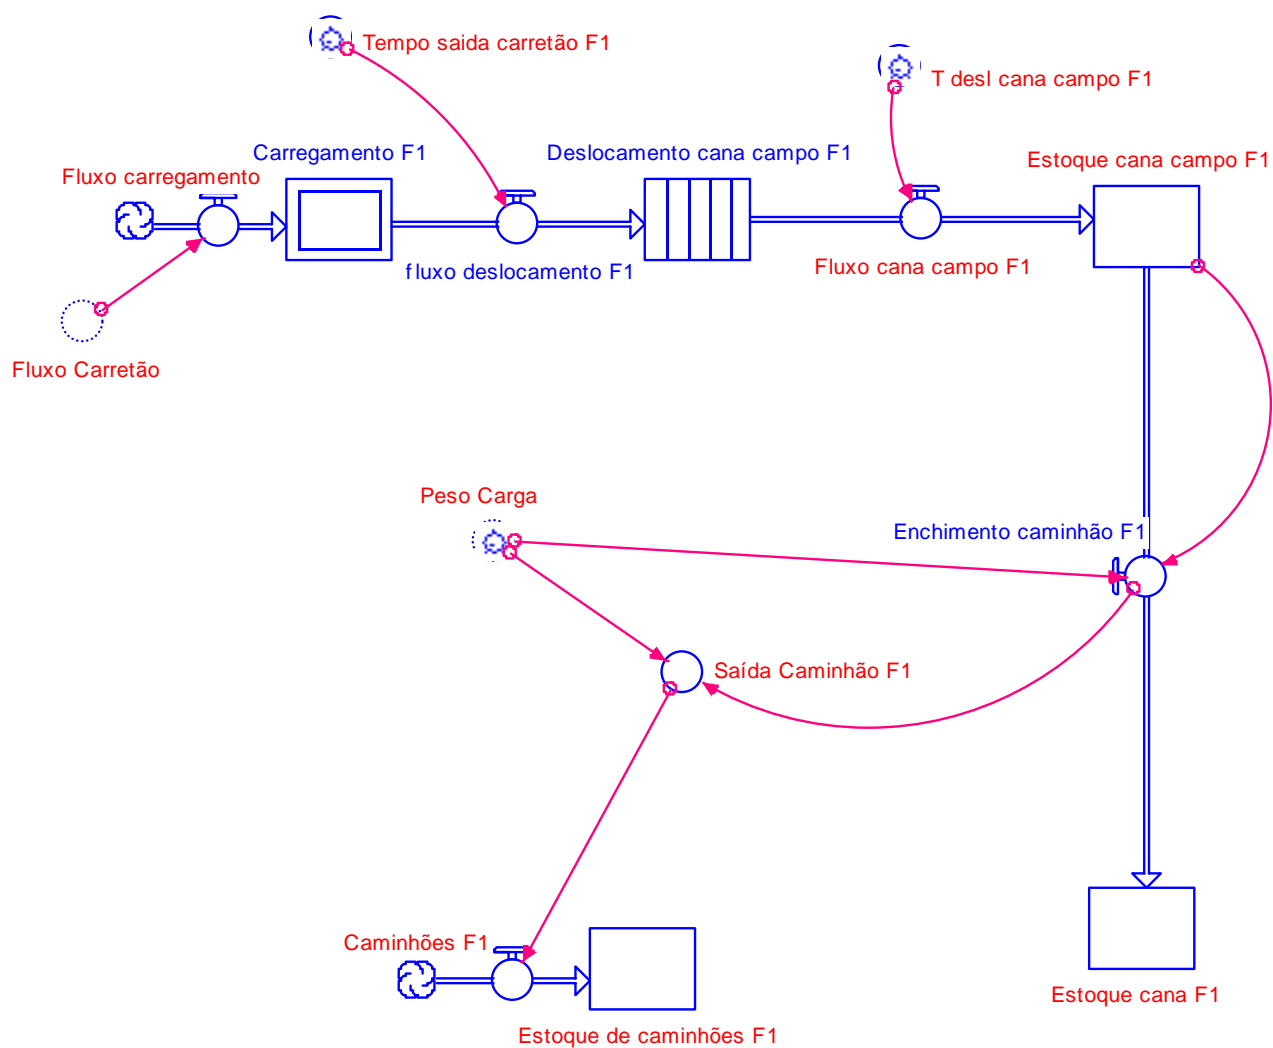 Tempo saida carretão F1
T desl cana campo F1
Carregamento F1
Deslocamento cana campo F1
Estoque cana campo F1
Fluxo carregamento
fluxo deslocamento F1
Fluxo cana campo F1
Fluxo Carretão
Peso Carga
Enchimento caminhão F1
Saída Caminhão F1
Caminhões F1
Estoque cana F1
Estoque de caminhões F1